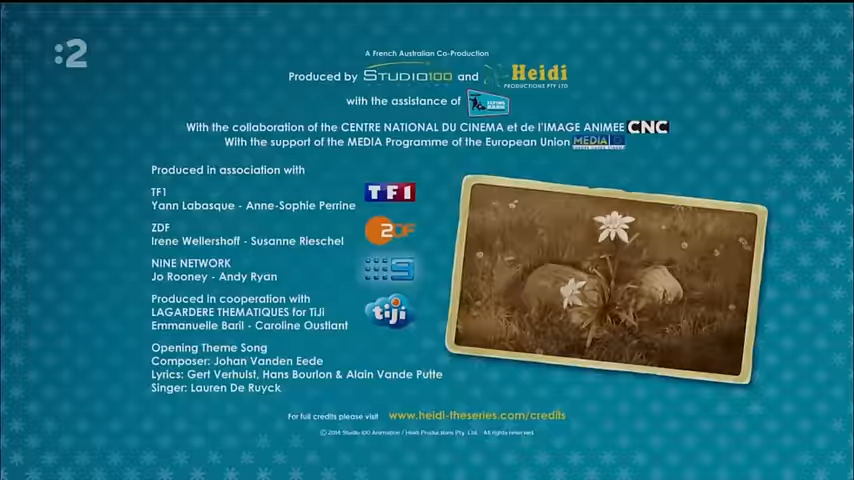 :2
A French Australian Co-Production
Produced by STUDIO100 and Heidi PRODUCTIONS PTY LTD
with the assistance of FLYING BARK
With the collaboration of the CENTRE NATIONAL DU CINEMA et de l'IMAGE ANIMEE CNC
With the support of the MEDIA Programme of the European Union MEDIA
Produced in association with
TF1
Yann Labasque - Anne-Sophie Perrine TF1
ZDF
Irene Wellershoff - Susanne Rieschel ZDF
NINE NETWORK
Jo Rooney - Andy Ryan 9
Produced in cooperation with
LAGARDERE THEMATIQUES for TiJi
Emmanuelle Baril - Caroline Oustlant tiji
Opening Theme Song
Composer: Johan Vanden Eede
Lyrics: Gert Verhulst, Hans Bourlon & Alain Vande Putte
Singer: Lauren De Ruyck
For full credits please visit www.heidi-theseries.com/credits
© 2014 Studio 100 Animation / Heidi Productions Pty. Ltd. All rights reserved